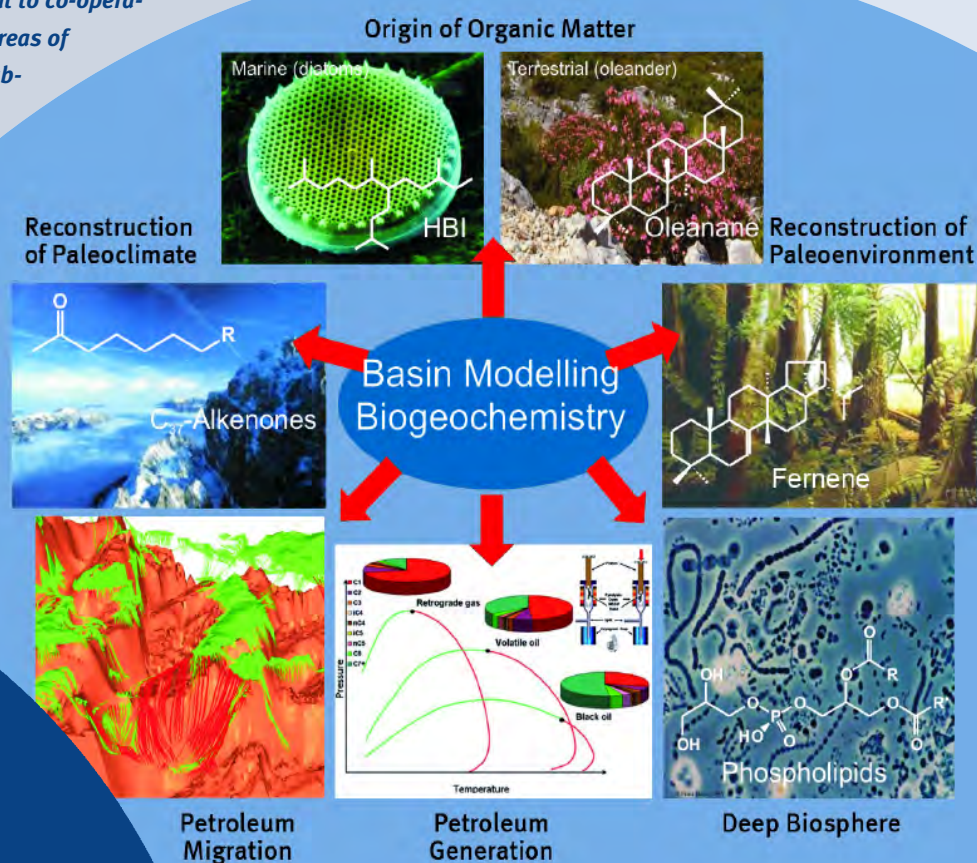 t to co-opera-
reas of
b-
Origin of Organic Matter
Marine (diatoms)
HBI
Terrestrial (oleander)
Oleanane
Reconstruction
of Paleoclimate
O
R
-Alkenones
Basin Modelling
Biogeochemistry
Reconstruction of
Paleoenvironment
Fernene
Petroleum
Migration
C1
C2
C3
iC4
nC4
iC5
nC5
C6
C7+
Retrograde gas
Volatile oil
Black oil
Pressure
Temperature
Petroleum
Generation
OH
OH
O
P
HO
O
O
O
O
R
O
R'
O
Phospholipids
Deep Biosphere